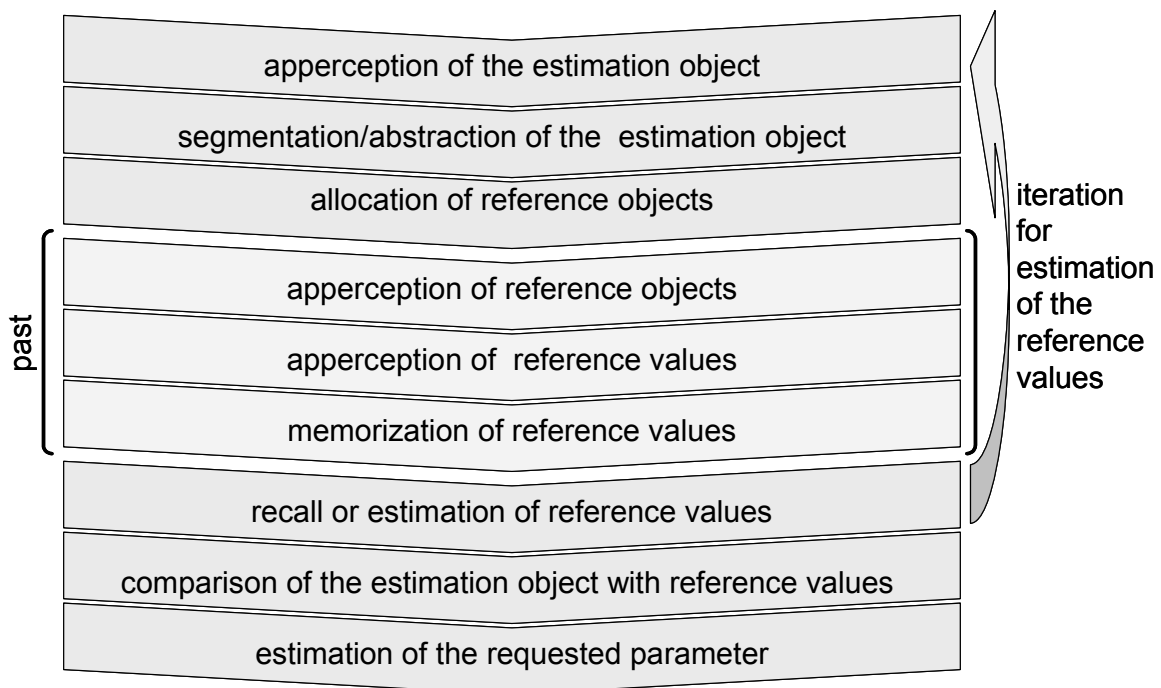 apperception of the estimation object
segmentation/abstraction of the estimation object
allocation of reference objects
past
apperception of reference objects
apperception of reference values
memorization of reference values
recall or estimation of reference values
comparison of the estimation object with reference values
estimation of the requested parameter
iteration
for
estimation
of the
reference
values